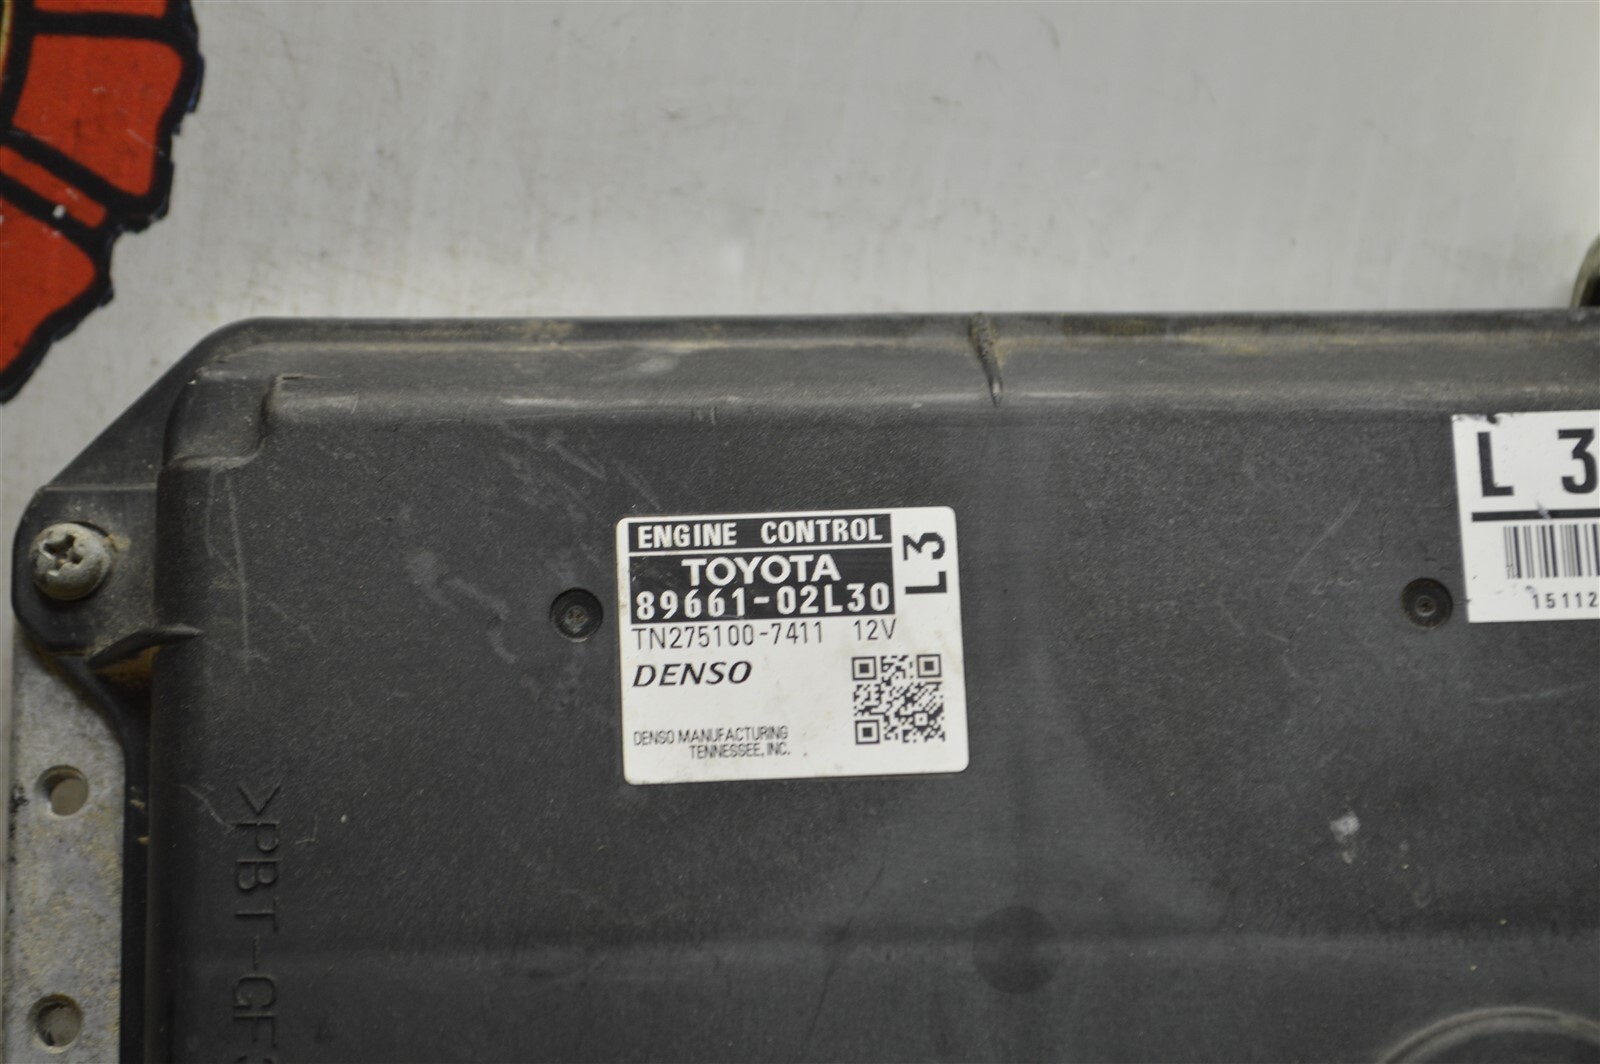 ENGINE CONTROL
TOYOTA
89661-02L30
L3
TN275100-7411 12V
DENSO
DENSO MANUFACTURING
TENNESSEE, INC.
L 3
15112
>PBT-GF